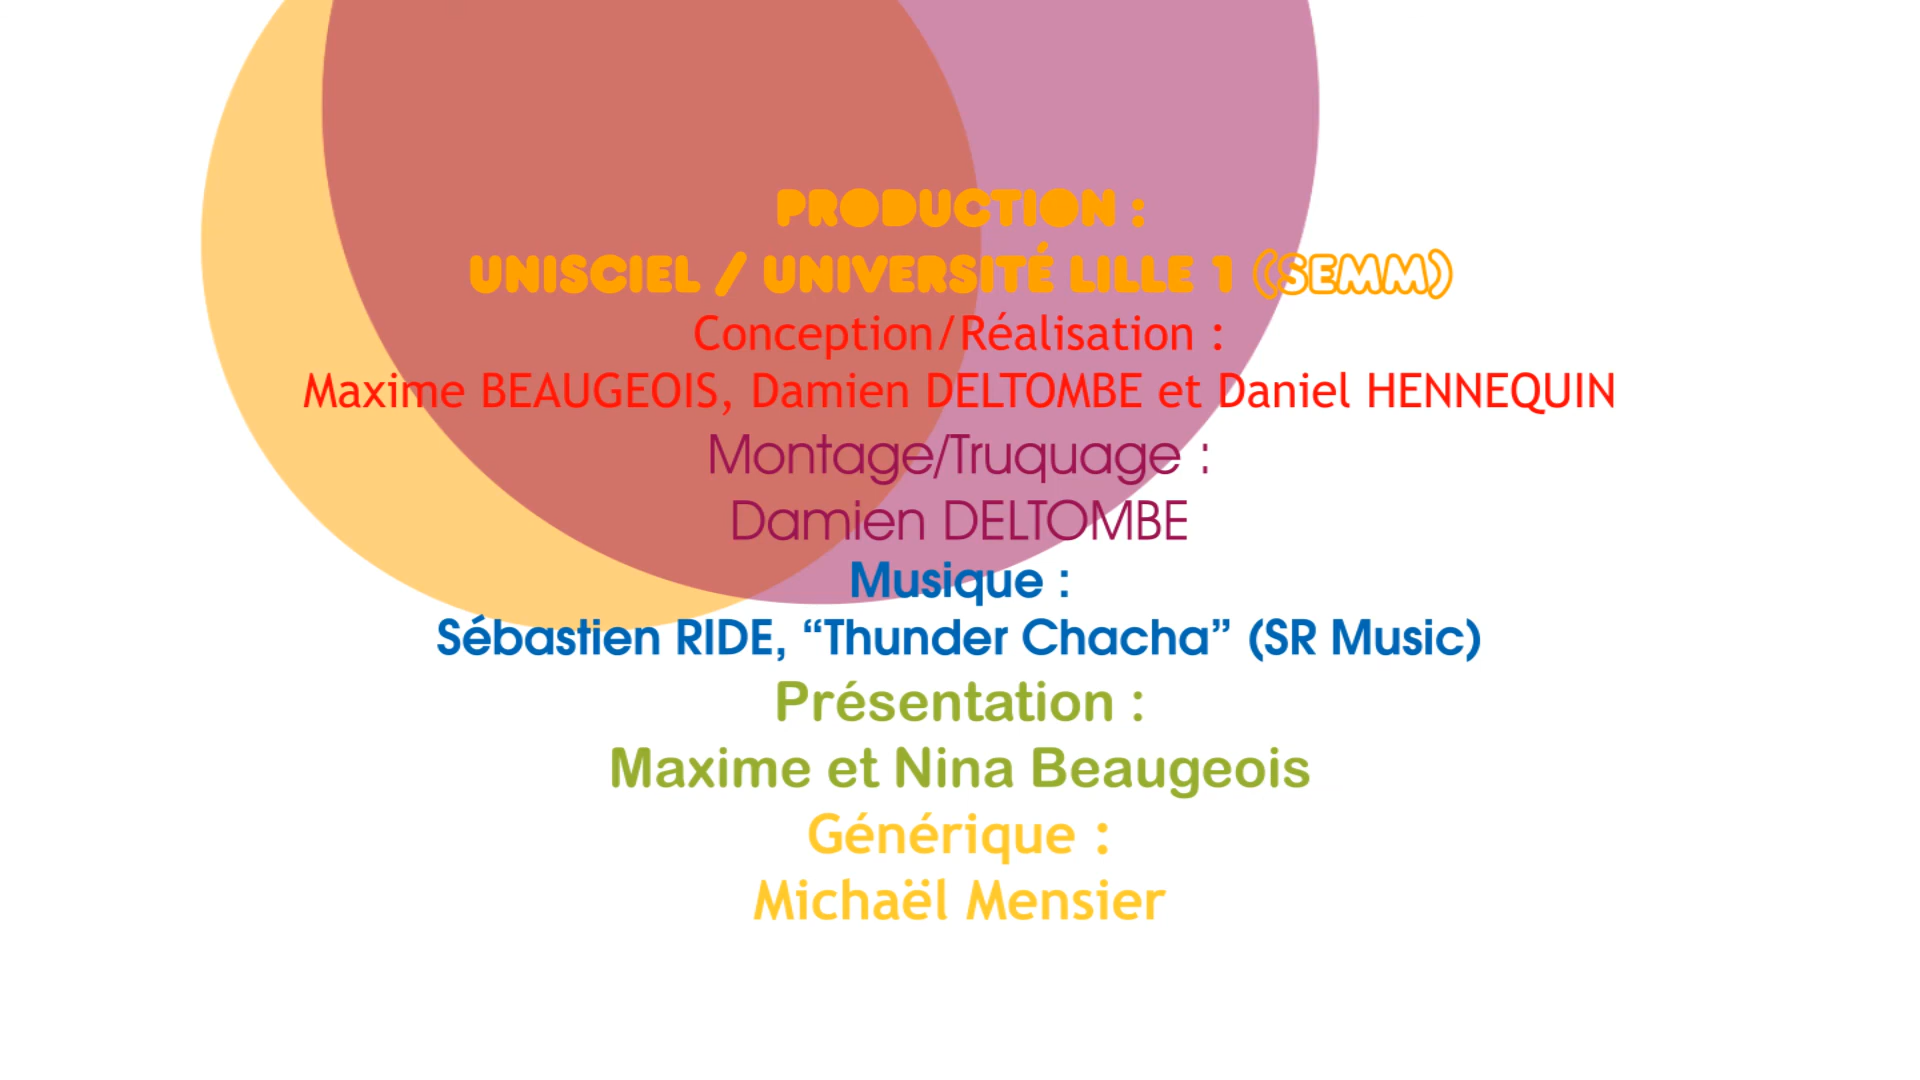 PRODUCTION :
UNISCIEL / UNIVERSITÉ LILLE 1 (SEMM)
Conception/Réalisation :
Maxime BEAUGEOIS, Damien DELTOMBE et Daniel HENNEQUIN
Montage/Truquage :
Damien DELTOMBE
Musique :
Sébastien RIDE, “Thunder Chacha” (SR Music)
Présentation :
Maxime et Nina Beaugeois
Générique :
Michaël Mensier